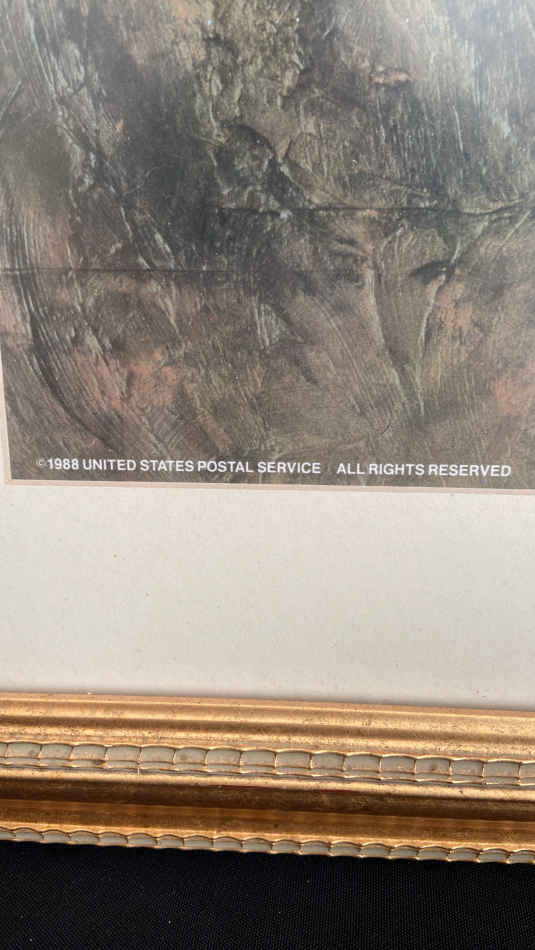 ©1988 UNITED STATES POSTAL SERVICE ALL RIGHTS RESERVED